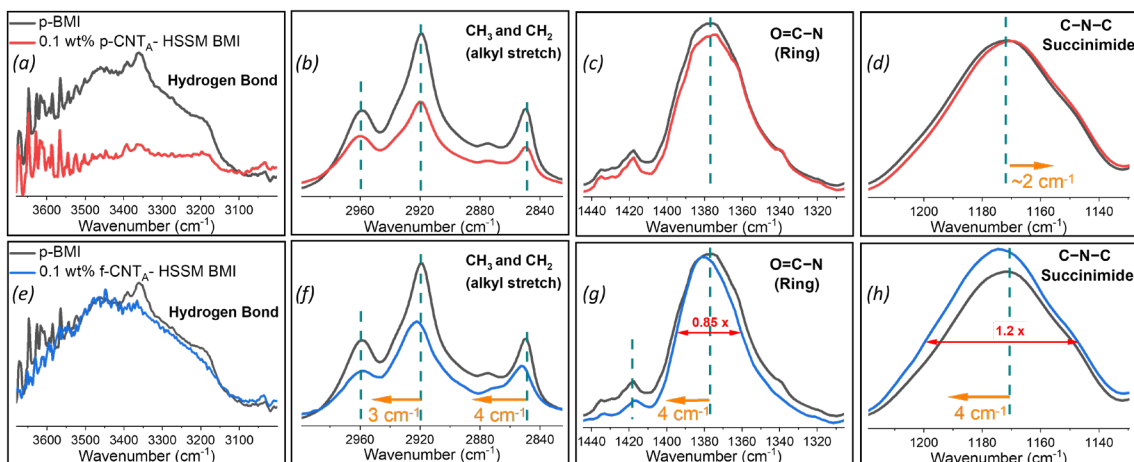 p-BMI
0.1 wt% p-CNT_A- HSSM BMI
(a)
Hydrogen Bond
3600 3500 3400 3300 3200 3100
Wavenumber (cm⁻¹)
(b)
CH₃ and CH₂
(alkyl stretch)
2960 2920 2880 2840
Wavenumber (cm⁻¹)
(c)
O=C−N
(Ring)
1440 1420 1400 1380 1360 1340 1320
Wavenumber (cm⁻¹)
(d)
C−N−C
Succinimide
~2 cm⁻¹
1200 1180 1160 1140
Wavenumber (cm⁻¹)
p-BMI
0.1 wt% f-CNT_A- HSSM BMI
(e)
Hydrogen Bond
3600 3500 3400 3300 3200 3100
Wavenumber (cm⁻¹)
(f)
CH₃ and CH₂
(alkyl stretch)
3 cm⁻¹
4 cm⁻¹
2960 2920 2880 2840
Wavenumber (cm⁻¹)
(g)
O=C−N
(Ring)
0.85 x
4 cm⁻¹
1440 1420 1400 1380 1360 1340 1320
Wavenumber (cm⁻¹)
(h)
C−N−C
Succinimide
1.2 x
4 cm⁻¹
1200 1180 1160 1140
Wavenumber (cm⁻¹)